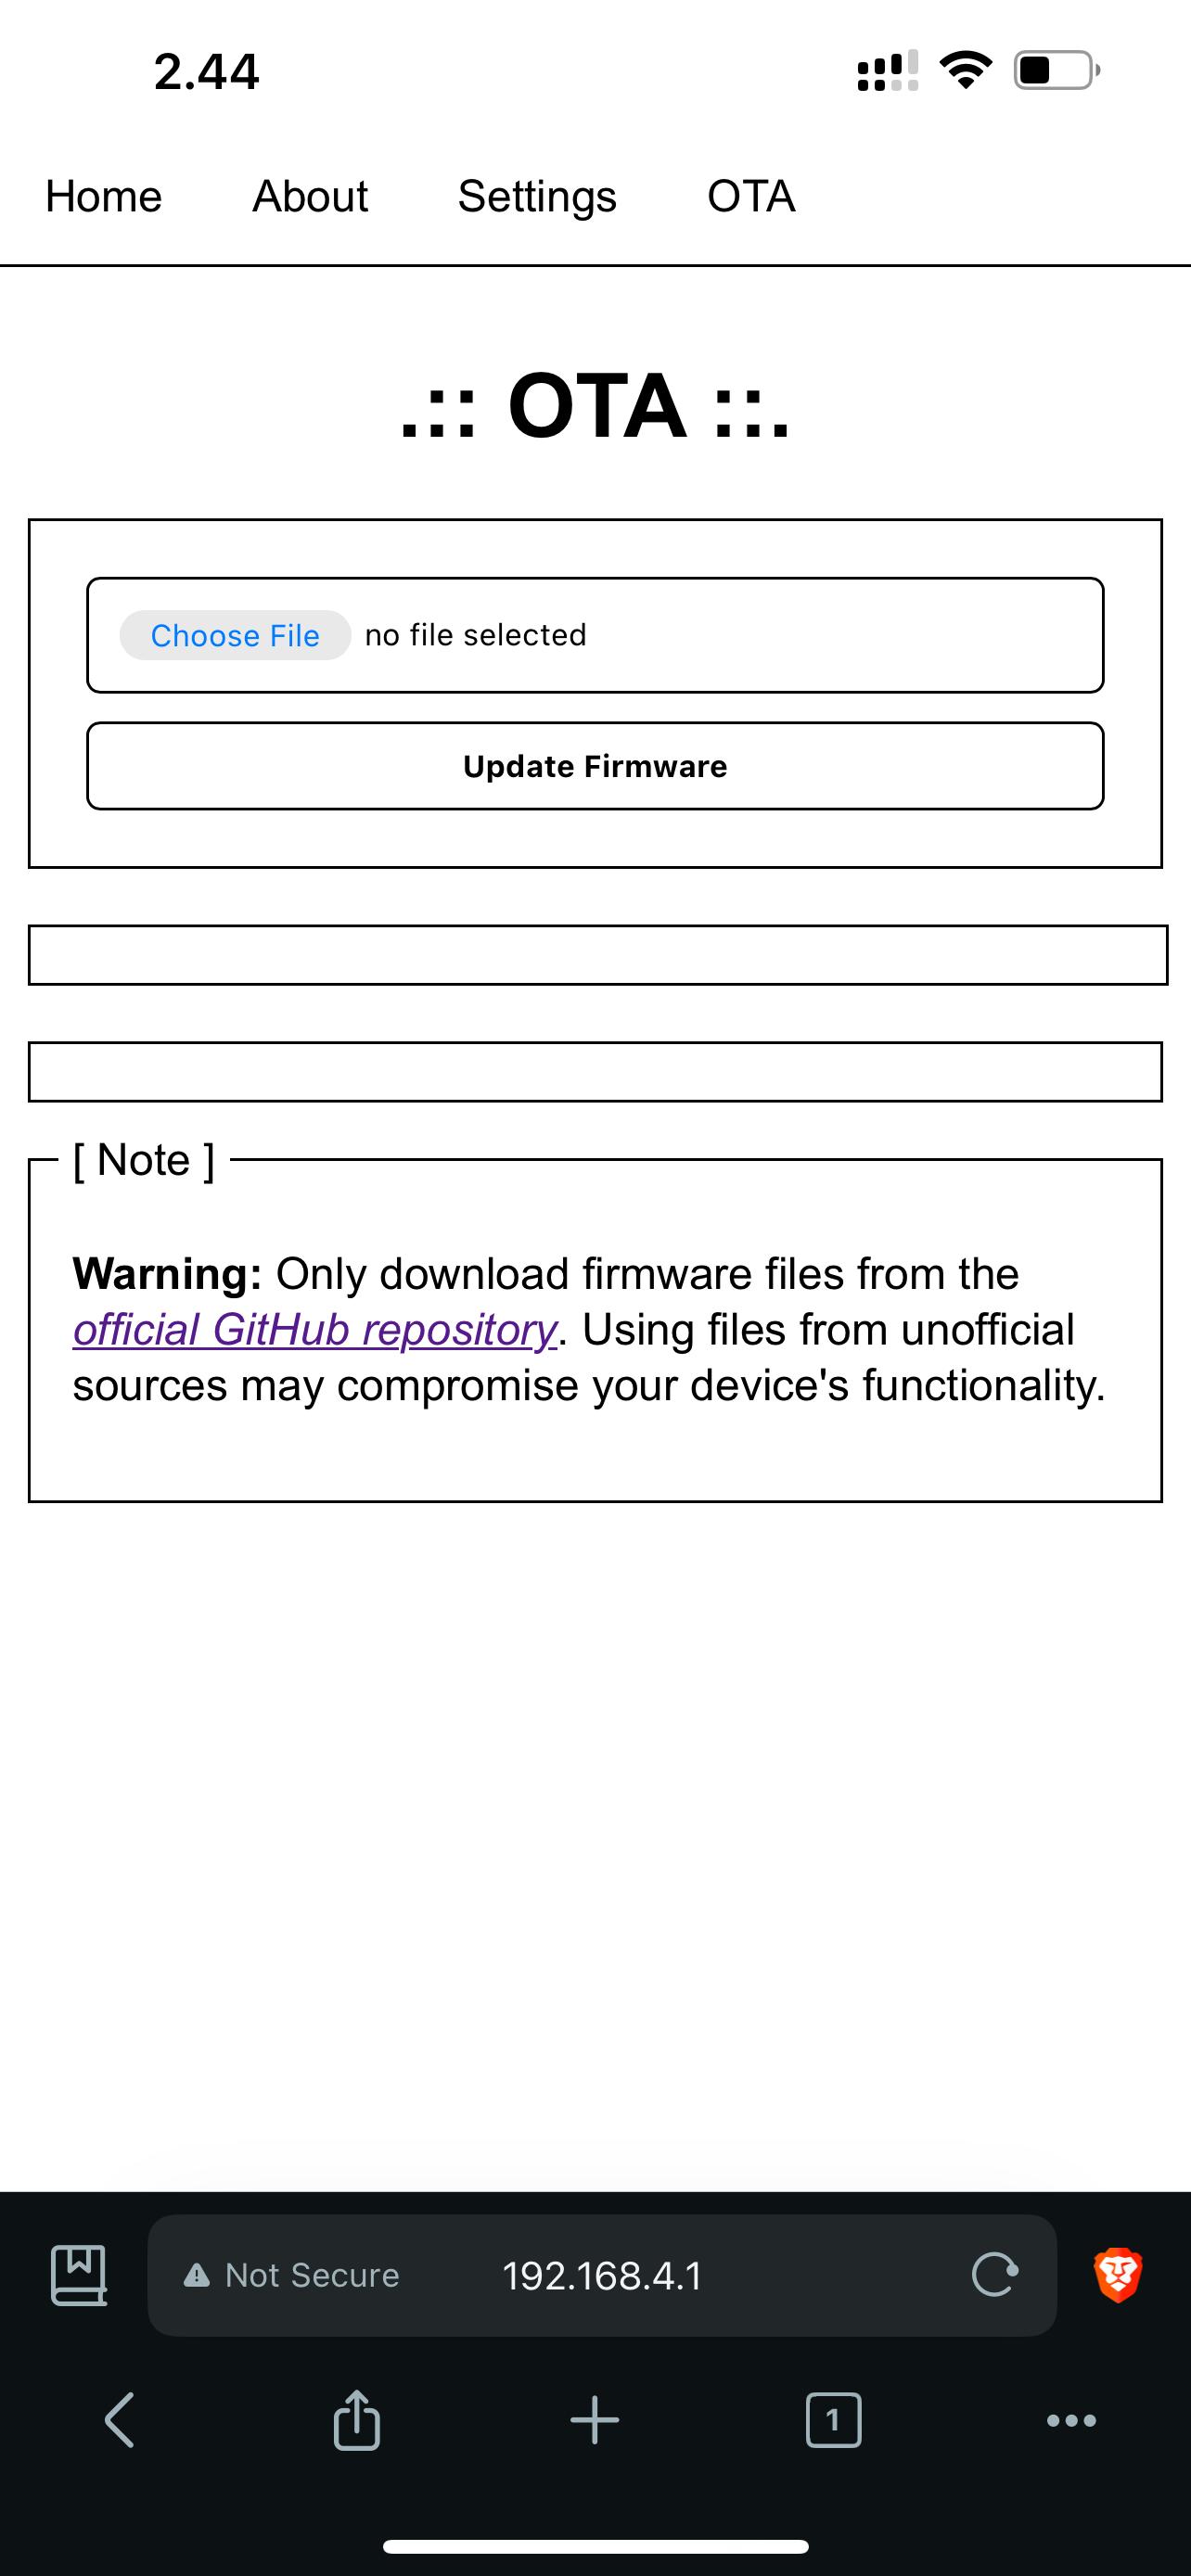 2.44
Home About Settings OTA
.:: OTA ::.
Choose File no file selected
Update Firmware
[ Note ]
Warning: Only download firmware files from the
official GitHub repository. Using files from unofficial
sources may compromise your device's functionality.
Not Secure 192.168.4.1
1